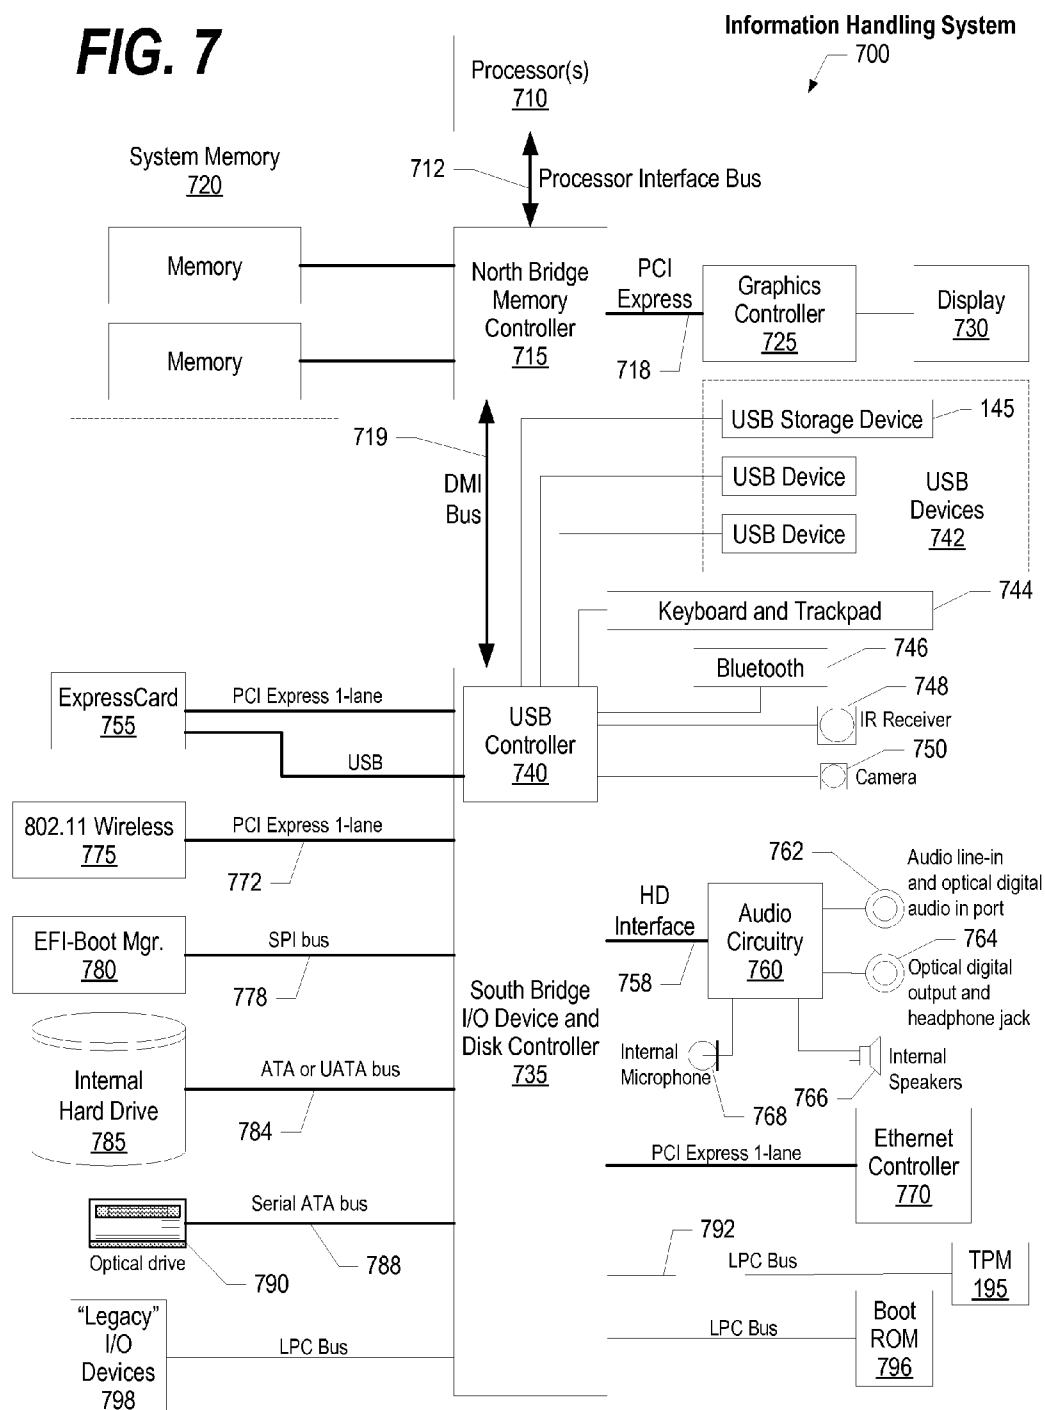 FIG. 7
Information Handling System
700
Processor(s)
710
712
Processor Interface Bus
System Memory
720
Memory
Memory
North Bridge
Memory
Controller
715
PCI
Express
718
Graphics
Controller
725
Display
730
719
DMI
Bus
USB Storage Device
145
USB Device
USB Device
USB
Devices
742
Keyboard and Trackpad
744
Bluetooth
746
748
IR Receiver
750
Camera
ExpressCard
755
PCI Express 1-lane
USB
USB
Controller
740
802.11 Wireless
775
PCI Express 1-lane
772
EFI-Boot Mgr.
780
SPI bus
778
Internal
Hard Drive
785
ATA or UATA bus
784
Optical drive
790
Serial ATA bus
788
"Legacy"
I/O
Devices
798
LPC Bus
South Bridge
I/O Device and
Disk Controller
735
HD
Interface
758
Audio
Circuitry
760
762
Audio line-in
and optical digital
audio in port
764
Optical digital
output and
headphone jack
Internal
Microphone
768
766
Internal
Speakers
PCI Express 1-lane
Ethernet
Controller
770
792
LPC Bus
TPM
195
LPC Bus
Boot
ROM
796